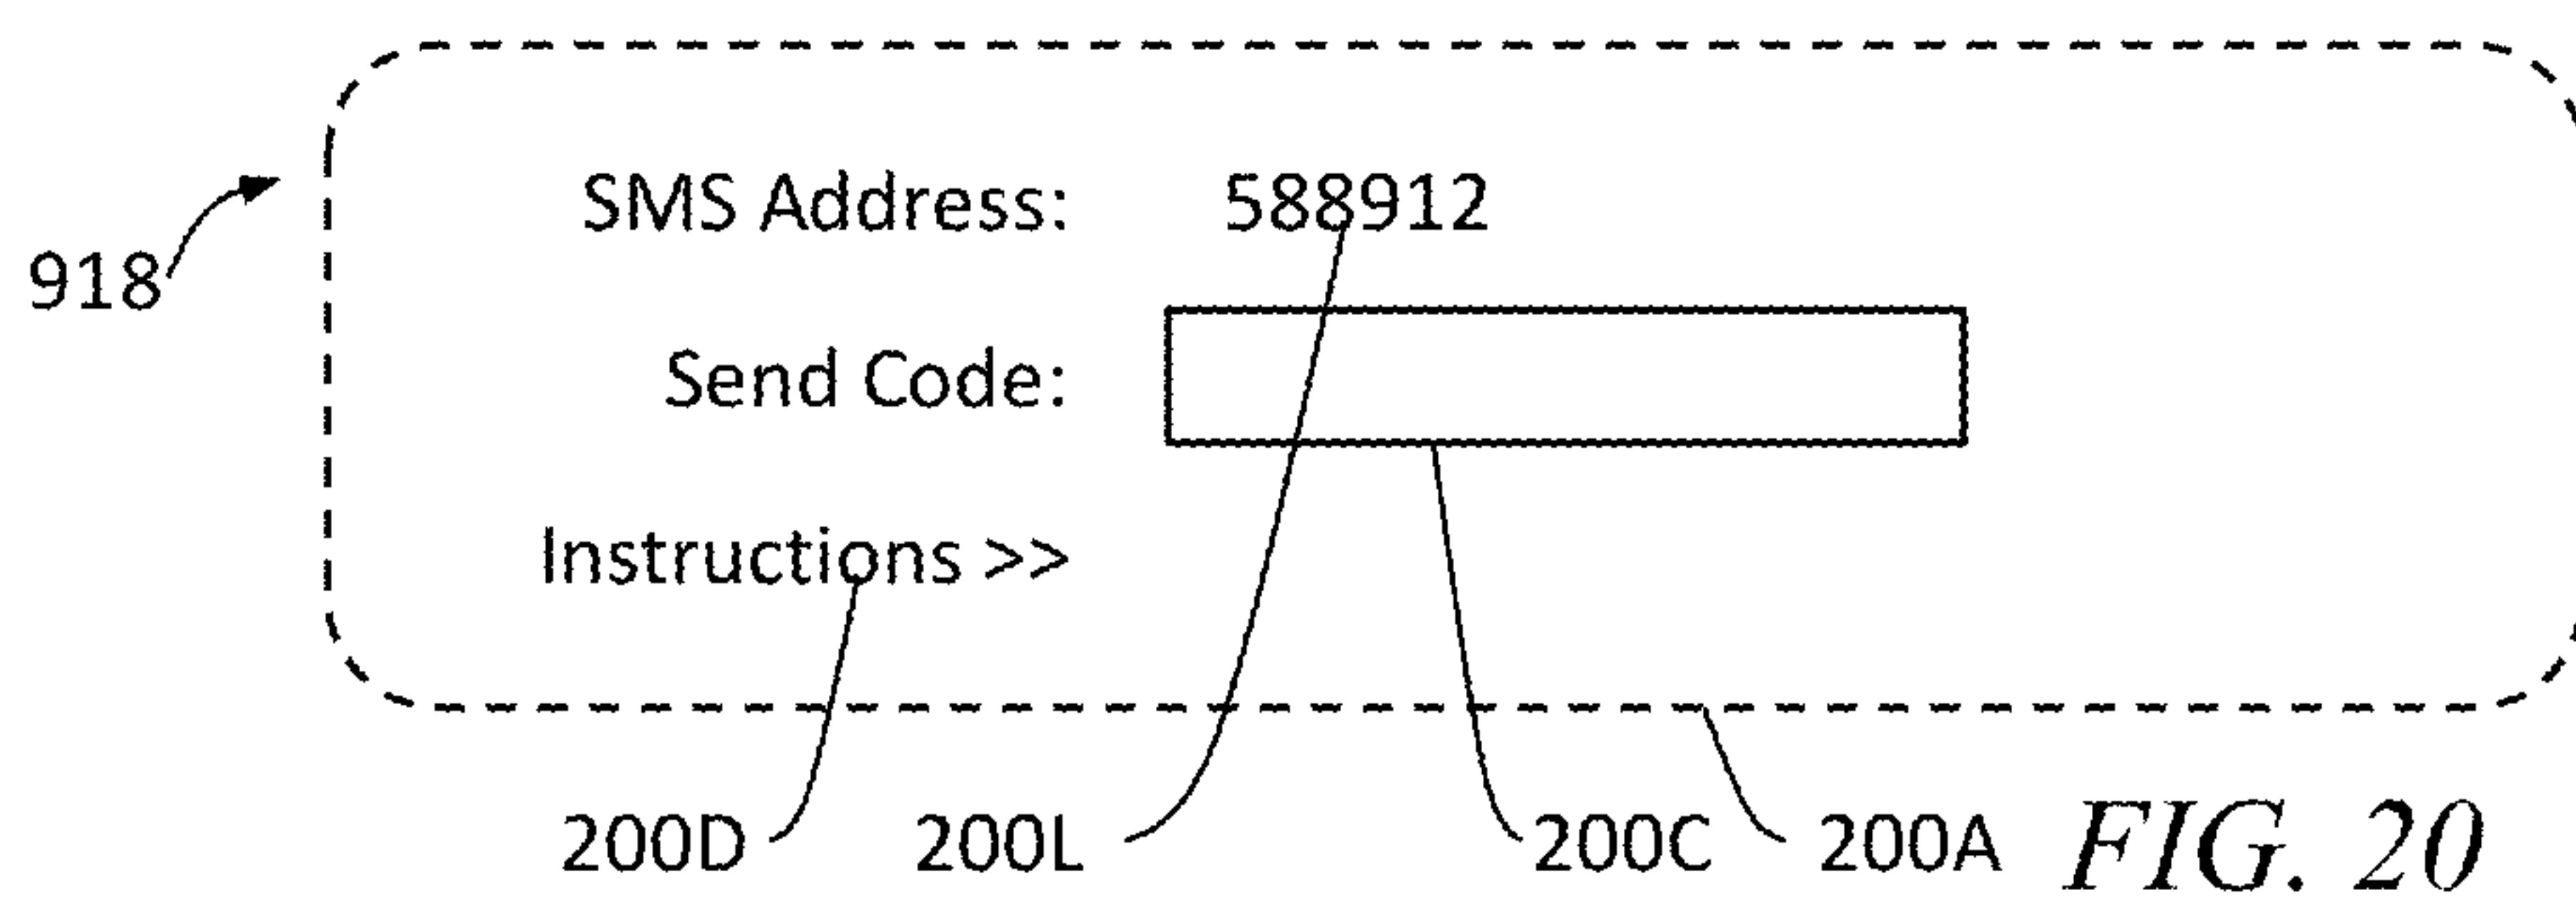 SMS Address: 588912
918
Send Code:
Instructions >>
200D 200L 200C 200A FIG. 20